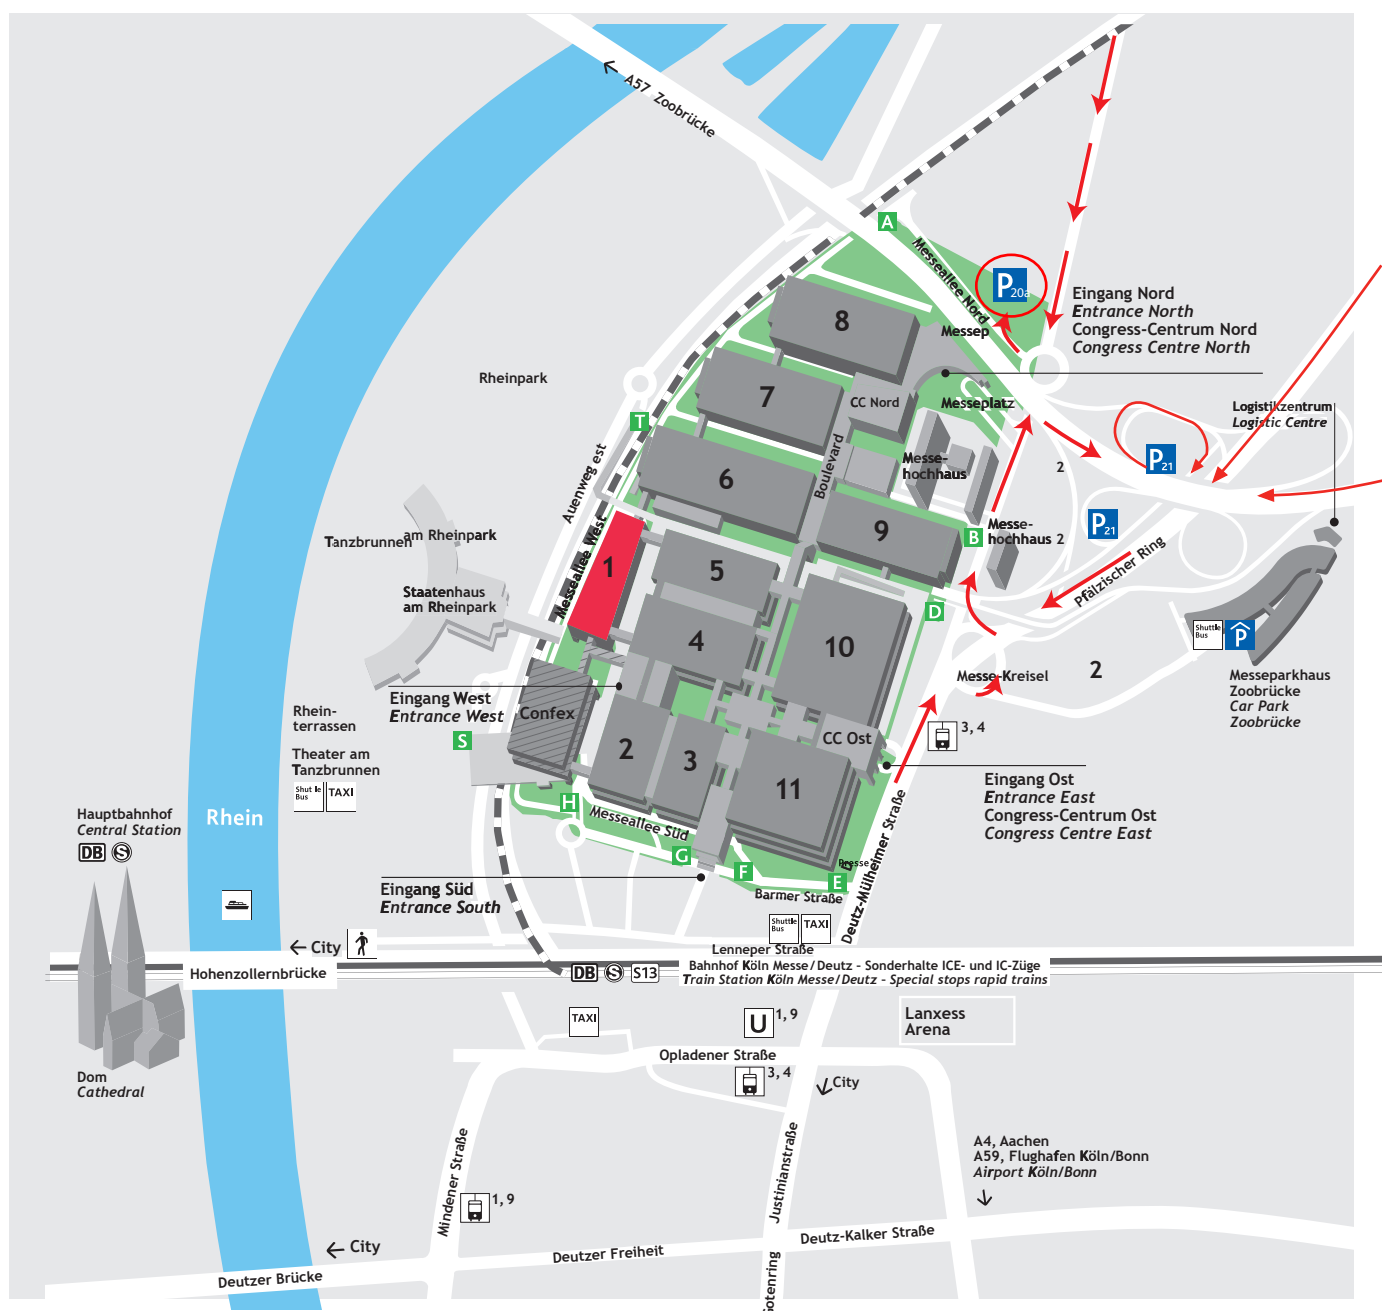 A57 Zoobrücke
A
Messeallee Nord
P20a
Eingang Nord
Entrance North
Congress-Centrum Nord
Congress Centre North
8
Messep
Rheinpark
7
CC Nord
Messeplatz
Logistikzentrum
Logistic Centre
T
Auenweg est
Boulevard
Messe-
hochhaus
P21
2
6
9
B
Messe-
hochhaus 2
P21
Tanzbrunnen
am Rheinpark
Messeallee West
1
5
Pfälzischer Ring
Staatenhaus
am Rheinpark
D
4
10
Shuttle
Bus
P
Messe-Kreisel
2
Messeparkhaus
Zoobrücke
Car Park
Zoobrücke
Eingang West
Entrance West
Confex
Rhein-
terrassen
S
2
3
CC Ost
3, 4
Theater am
Tanzbrunnen
Shuttle
Bus
TAXI
11
Eingang Ost
Entrance East
Congress-Centrum Ost
Congress Centre East
Hauptbahnhof
Central Station
DB
S
Rhein
H
Messeallee Süd
G
F
E
Presse
Deutz-Mülheimer Straße
Eingang Süd
Entrance South
Barmer Straße
Shuttle
Bus
TAXI
City
Lenneper Straße
Hohenzollernbrücke
DB
S
S13
Bahnhof Köln Messe/Deutz - Sonderhalte ICE- und IC-Züge
Train Station Köln Messe/Deutz - Special stops rapid trains
TAXI
U
1, 9
Lanxess
Arena
Opladener Straße
3, 4
City
Dom
Cathedral
Mindener Straße
Justinianstraße
A4, Aachen
A59, Flughafen Köln/Bonn
Airport Köln/Bonn
1, 9
City
Deutz-Kalker Straße
Deutzer Freiheit
Deutzer Brücke